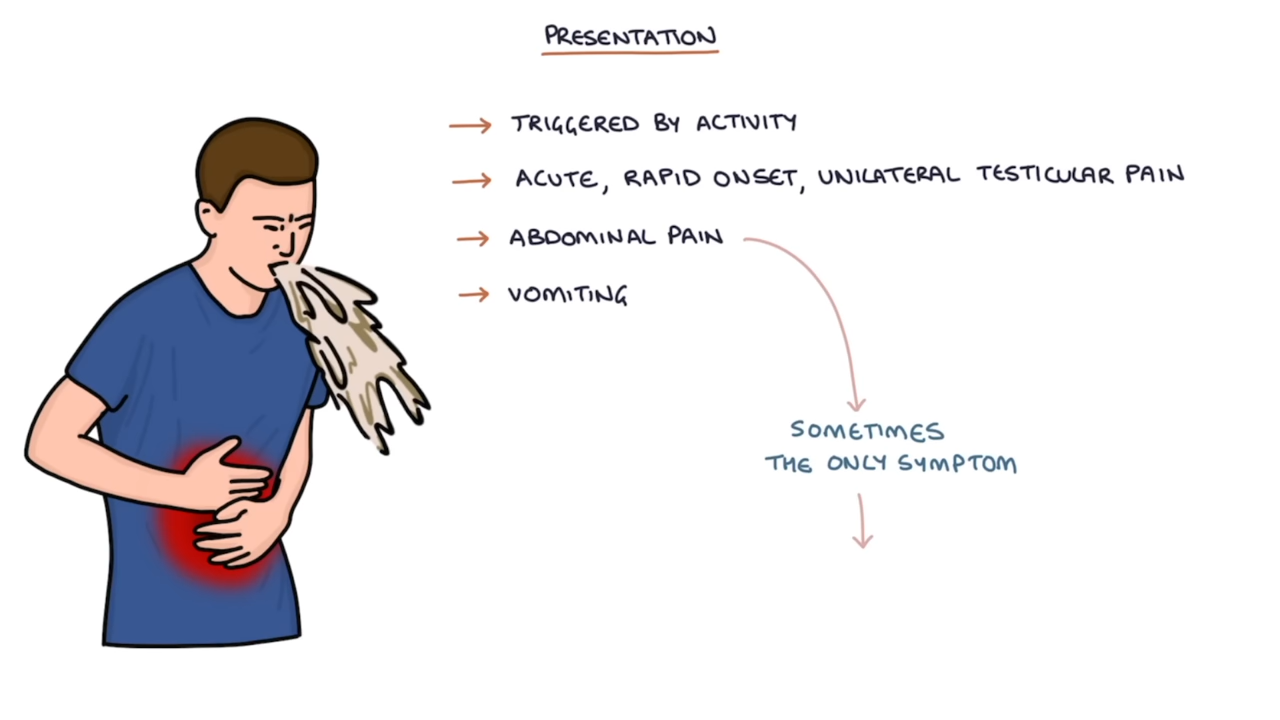 PRESENTATION
→ TRIGGERED BY ACTIVITY
→ ACUTE, RAPID ONSET, UNILATERAL TESTICULAR PAIN
→ ABDOMINAL PAIN
→ VOMITING
SOMETIMES
THE ONLY SYMPTOM